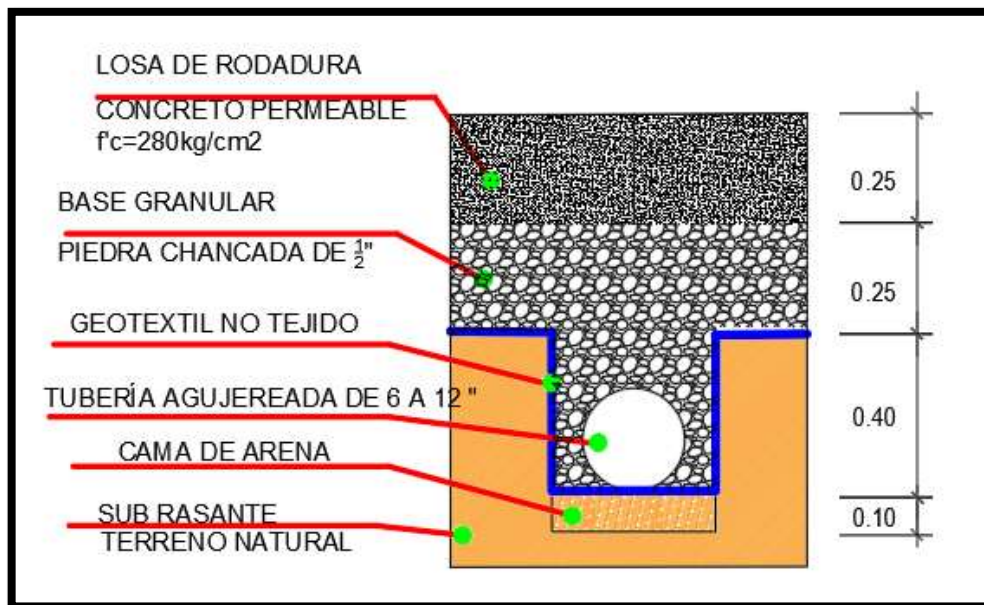 LOSA DE RODADURA
CONCRETO PERMEABLE
f'c=280kg/cm2
BASE GRANULAR
PIEDRA CHANCADA DE ½"
GEOTEXTIL NO TEJIDO
TUBERÍA AGUJEREADA DE 6 A 12 "
CAMA DE ARENA
SUB RASANTE
TERRENO NATURAL
0.25
0.25
0.40
0.10